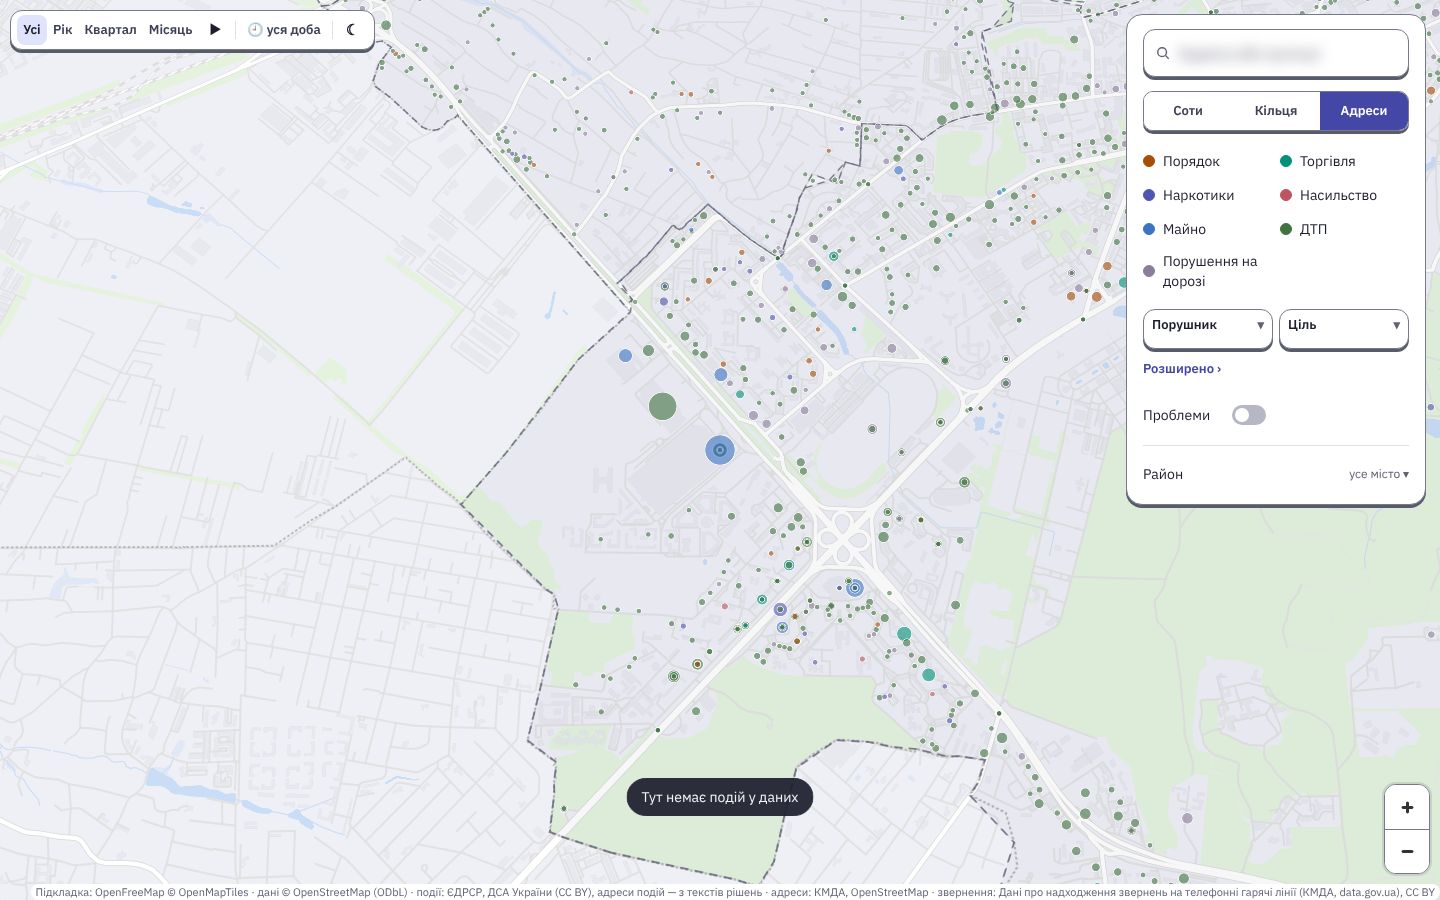 Усі Рік Квартал Місяць уся доба
Соти Кільця Адреси
Порядок Торгівля
Наркотики Насильство
Майно ДТП
Порушення на
дорозі
Порушник Ціль
Розширено ›
Проблеми
Район усе місто
Тут немає подій у даних
Підкладка: OpenFreeMap © OpenMapTiles · дані © OpenStreetMap (ODbL) · події: ЄДРСР, ДСА України (CC BY), адреси подій — з текстів рішень · адреси: КМДА, OpenStreetMap · звернення: Дані про надходження звернень на телефонні гарячі лінії (КМДА, data.gov.ua), CC BY